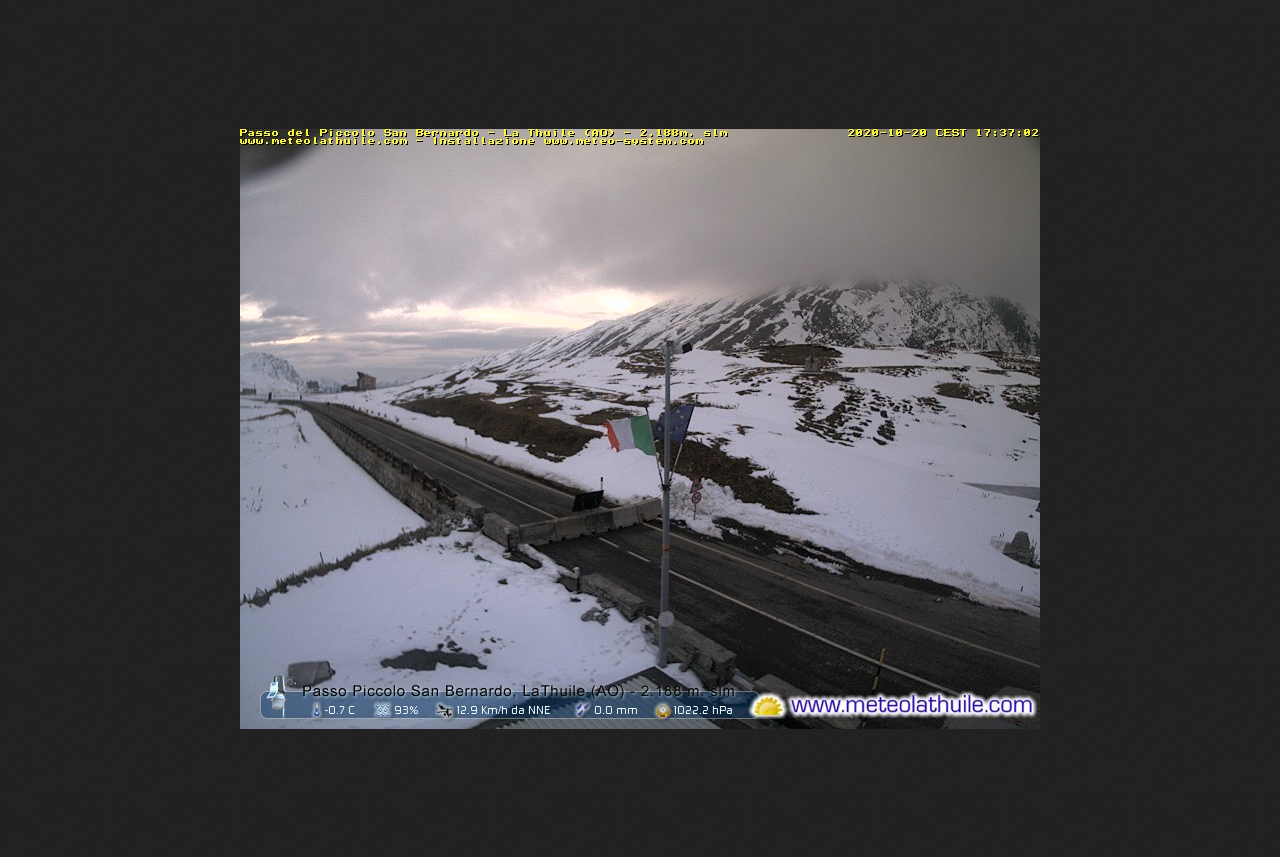 Passo del Piccolo San Bernardo - La Thuile (AO) - 2.188m. slm 2020-10-20 CEST 17:37:02
www.meteolathuile.com - Installazione www.meteo-system.com
Passo Piccolo San Bernardo, LaThuile (AO) - 2.188 m. slm
-0.7 C 93% 12.9 Km/h da NNE 0.0 mm 1022.2 hPa
www.meteolathuile.com